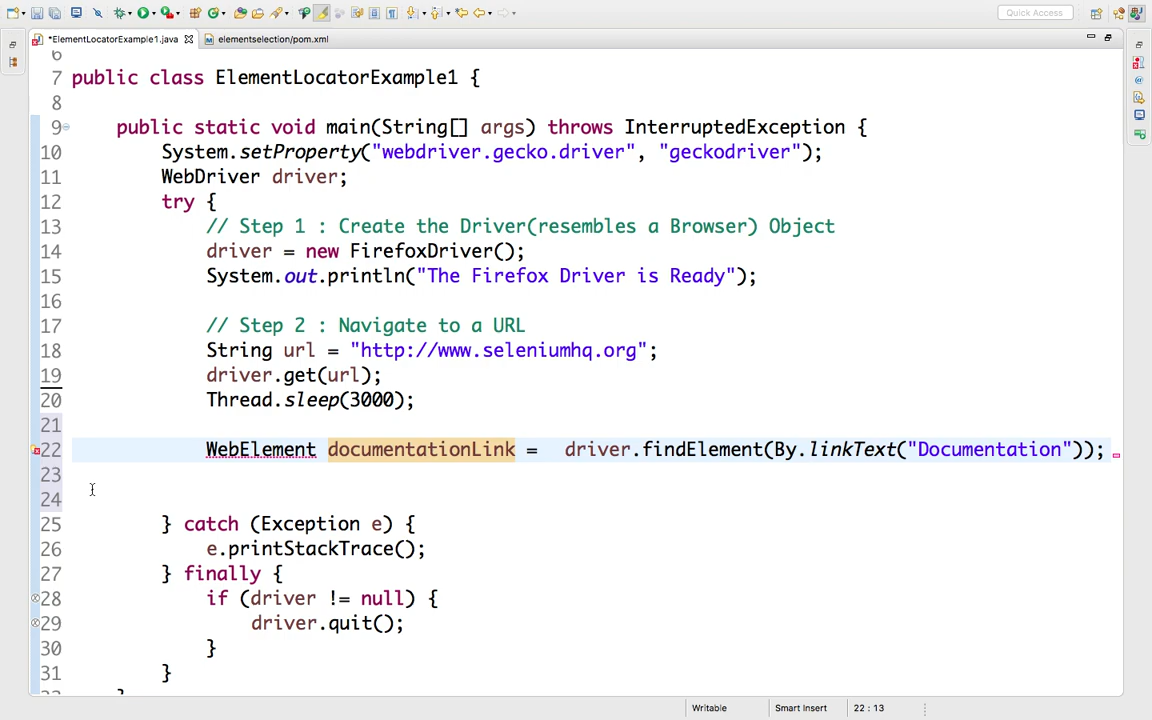 Quick Access
*ElementLocatorExample1.java
elementselection/pom.xml
6
7 public class ElementLocatorExample1 {
8
9 public static void main(String[] args) throws InterruptedException {
10 System.setProperty("webdriver.gecko.driver", "geckodriver");
11 WebDriver driver;
12 try {
13 // Step 1 : Create the Driver(resembles a Browser) Object
14 driver = new FirefoxDriver();
15 System.out.println("The Firefox Driver is Ready");
16
17 // Step 2 : Navigate to a URL
18 String url = "http://www.seleniumhq.org";
19 driver.get(url);
20 Thread.sleep(3000);
21
22 WebElement documentationLink = driver.findElement(By.linkText("Documentation"));
23
24
25 } catch (Exception e) {
26 e.printStackTrace();
27 } finally {
28 if (driver != null) {
29 driver.quit();
30 }
31 }
Writable Smart Insert 22 : 13